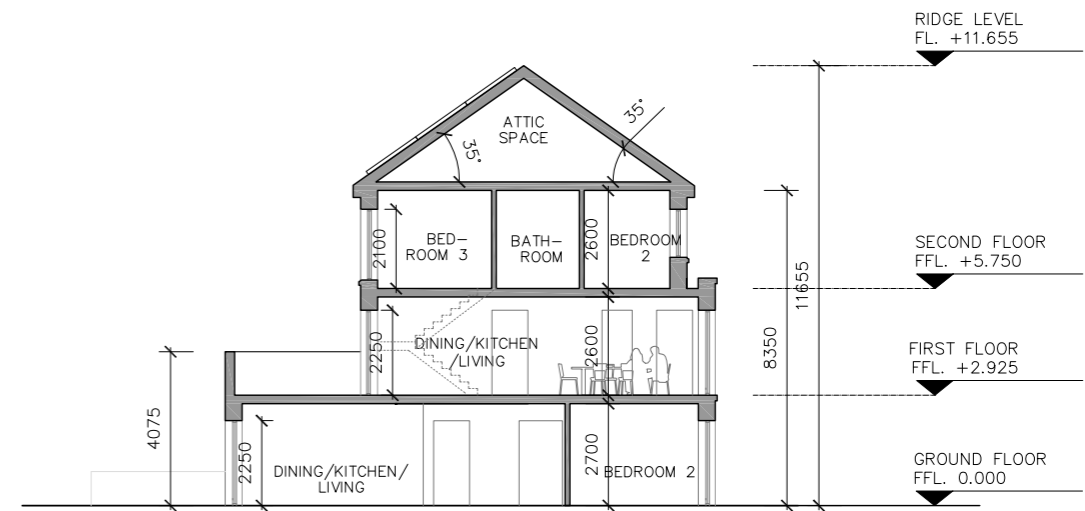 RIDGE LEVEL
FL. +11.655
ATTIC
SPACE
35°
35°
BED-
ROOM 3
BATH-
ROOM
BEDROOM
2
2100
2600
SECOND FLOOR
FFL. +5.750
11655
8350
DINING/KITCHEN
/LIVING
2250
2600
FIRST FLOOR
FFL. +2.925
4075
2250
DINING/KITCHEN/
LIVING
2700
BEDROOM 2
GROUND FLOOR
FFL. 0.000